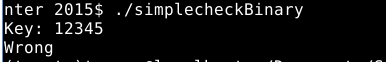 nter 2015$ ./simplecheckBinary
Key: 12345
Wrong